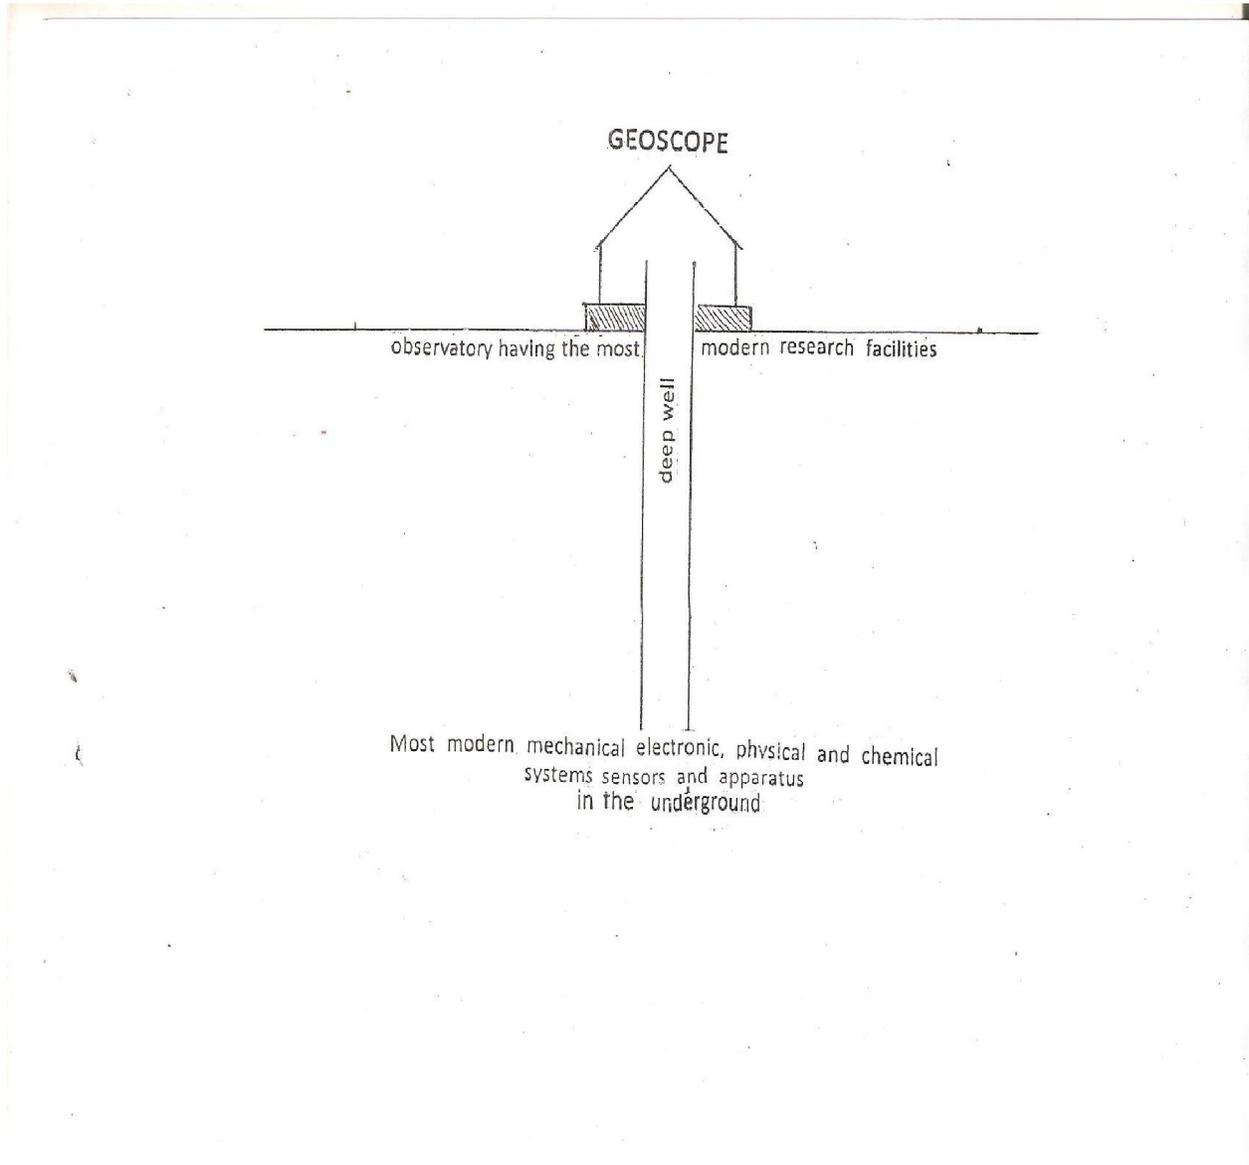 GEOSCOPE
observatory having the most modern research facilities
deep well
Most modern mechanical electronic, physical and chemical
systems sensors and apparatus
in the underground